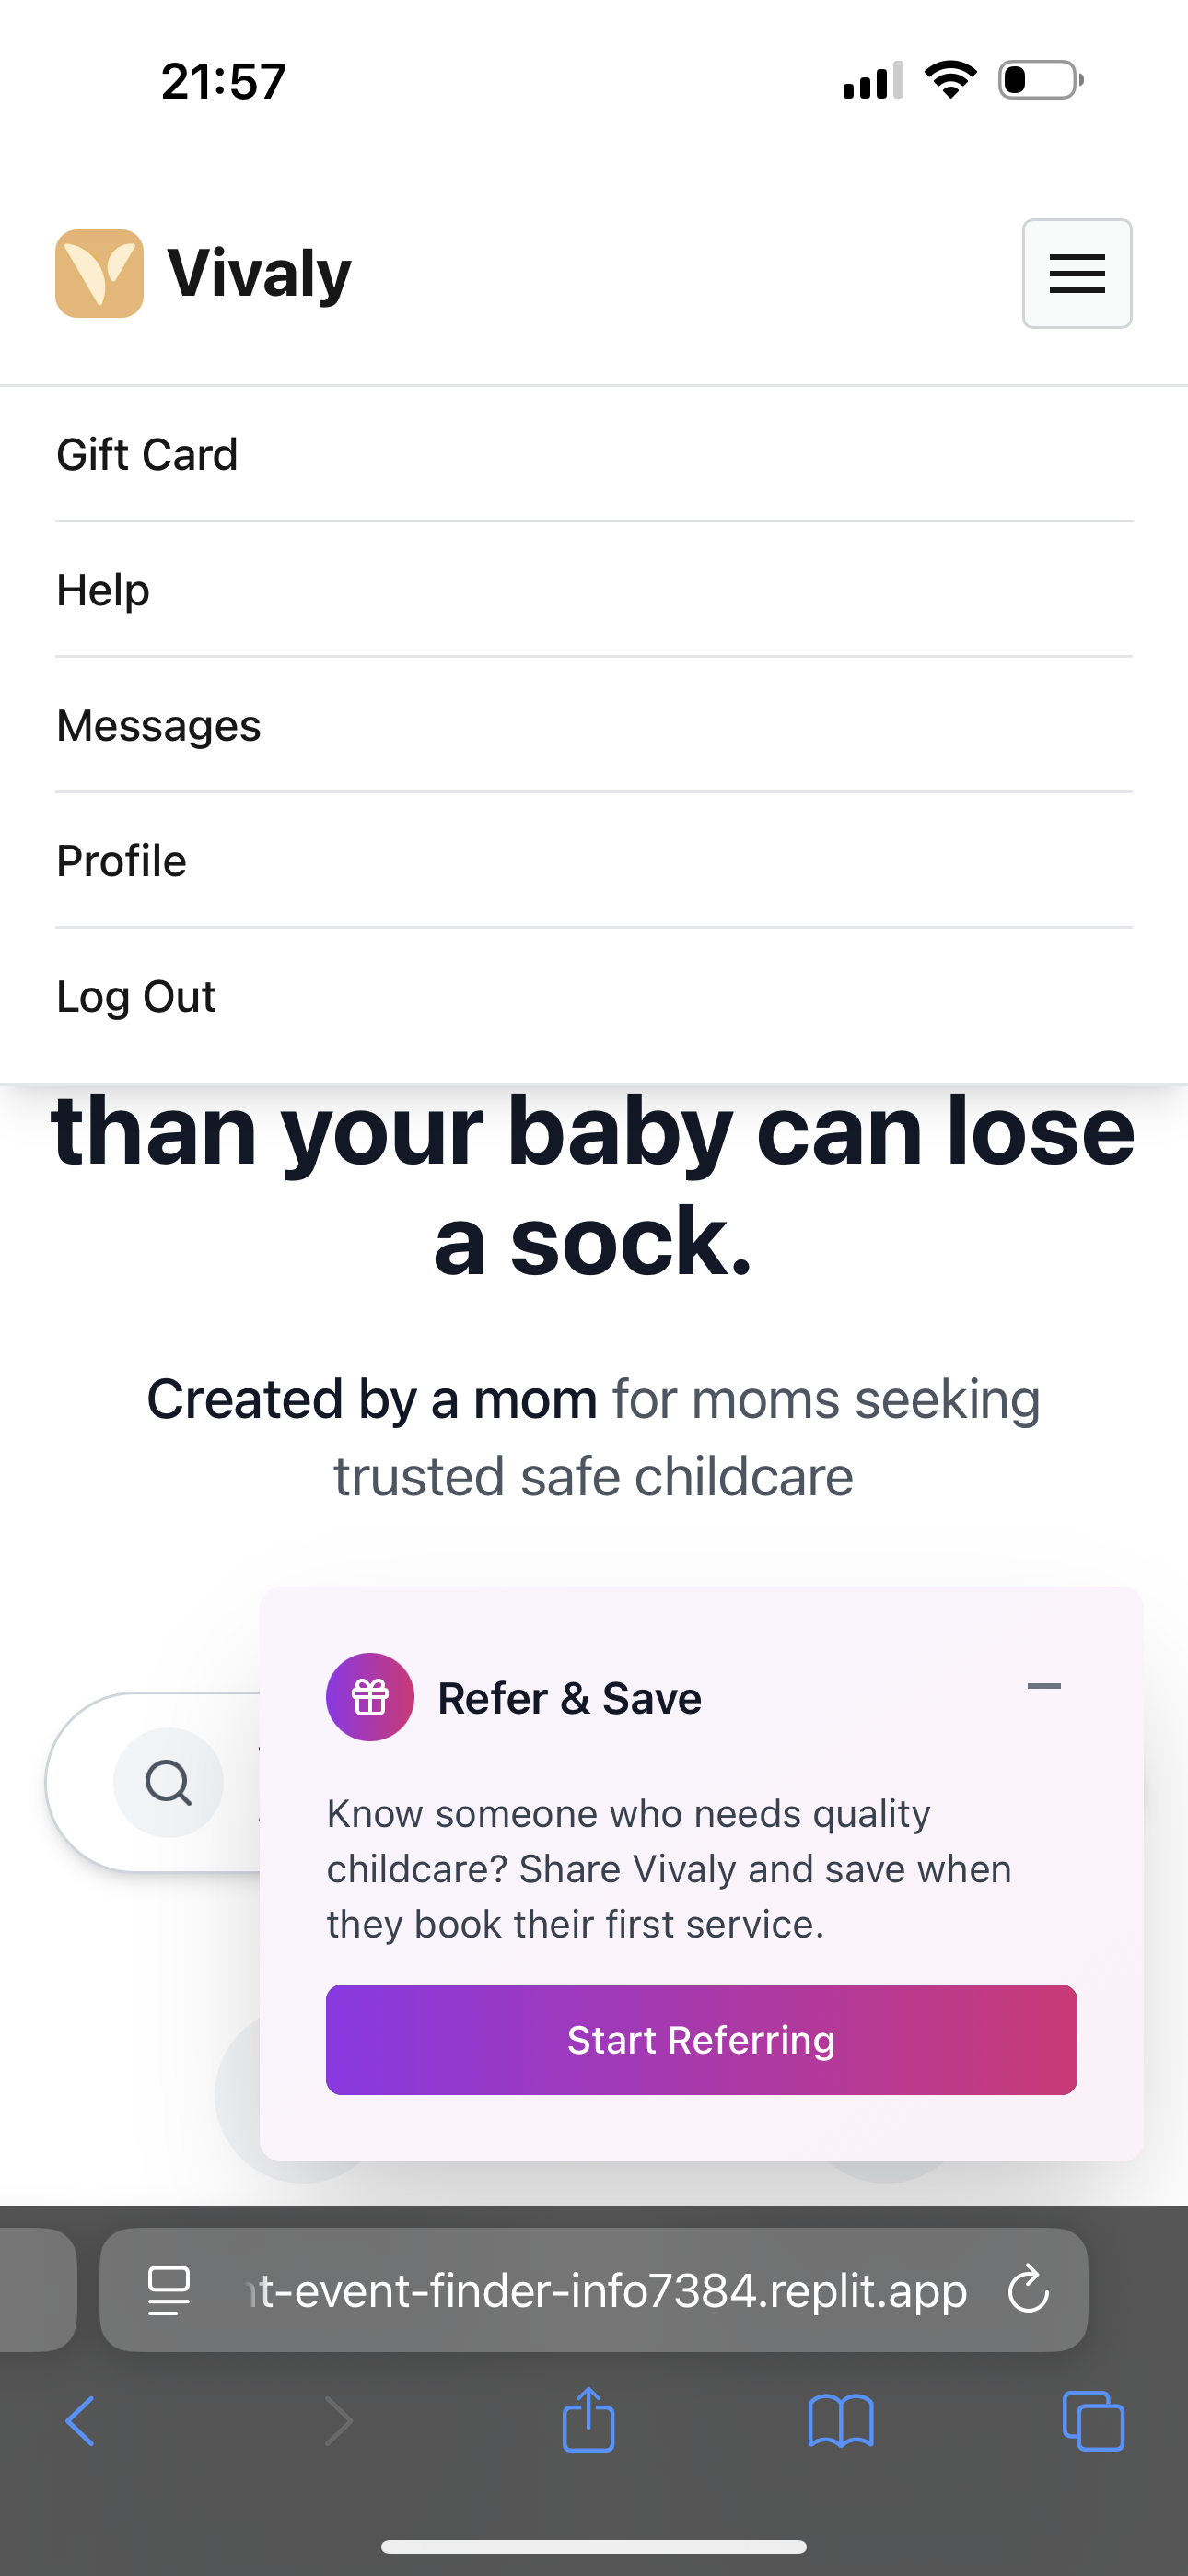 21:57
Vivaly
Gift Card
Help
Messages
Profile
Log Out
than your baby can lose
a sock.
Created by a mom for moms seeking
trusted safe childcare
Refer & Save
Know someone who needs quality
childcare? Share Vivaly and save when
they book their first service.
Start Referring
t-event-finder-info7384.replit.app